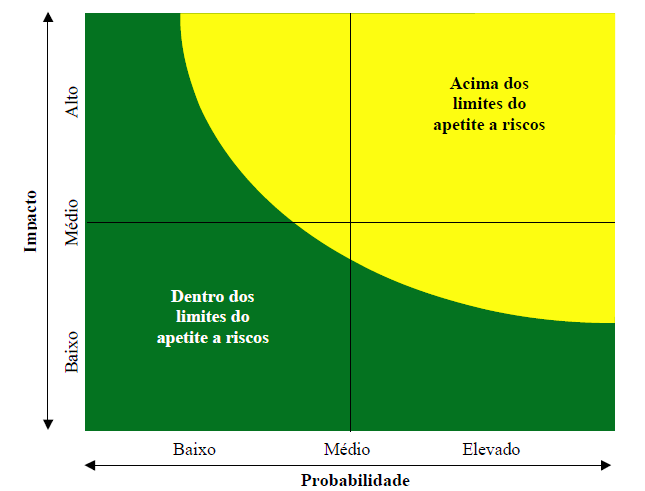 Impacto
Alto
Médio
Baixo
Acima dos
limites do
apetite a riscos
Dentro dos
limites do
apetite a riscos
Baixo
Médio
Elevado
Probabilidade